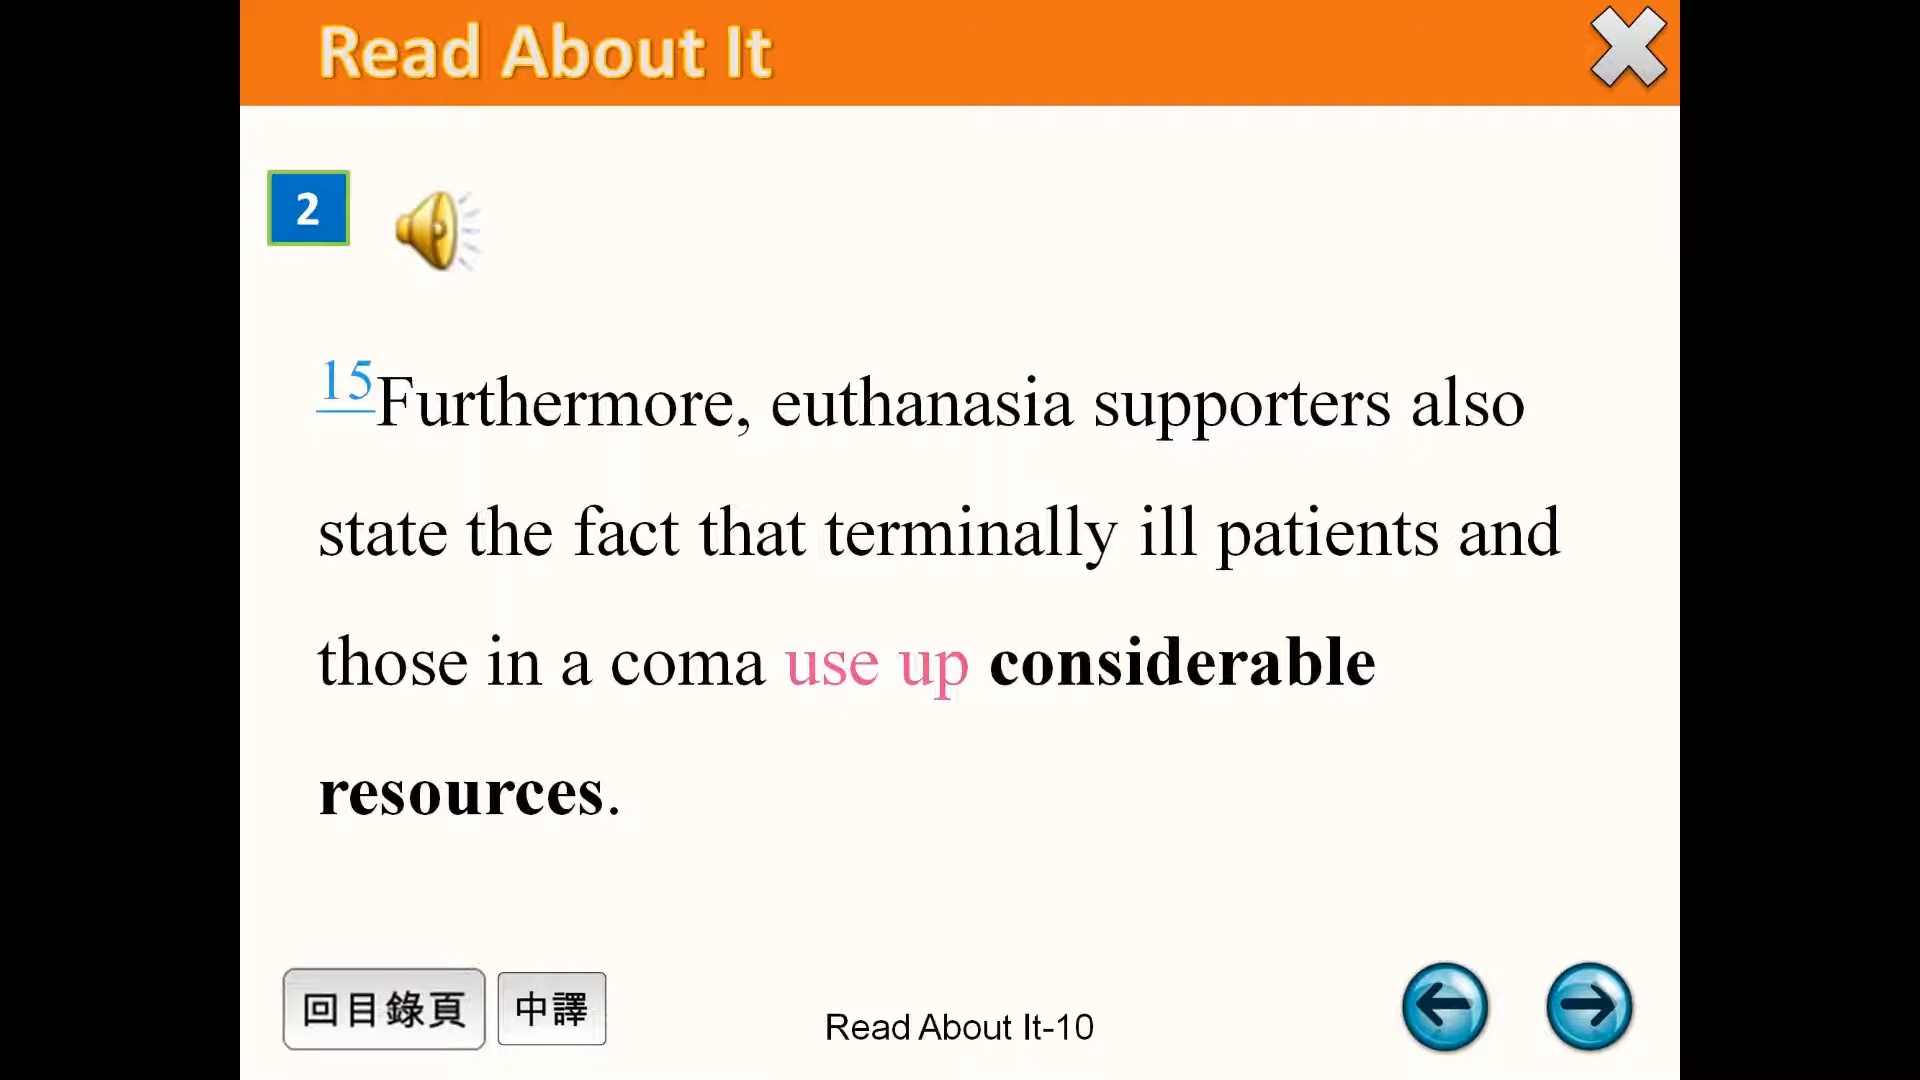 Read About It
2
15Furthermore, euthanasia supporters also
state the fact that terminally ill patients and
those in a coma use up considerable
resources.
回目錄頁 中譯
Read About It-10